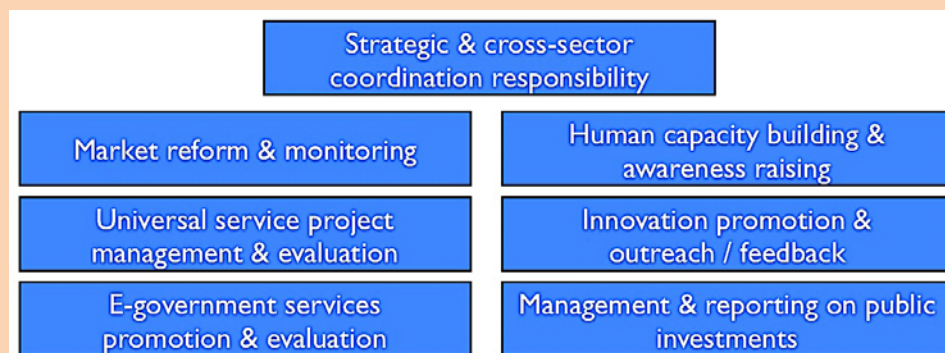 Strategic & cross-sector
coordination responsibility
Market reform & monitoring
Human capacity building &
awareness raising
Universal service project
management & evaluation
Innovation promotion &
outreach / feedback
E-government services
promotion & evaluation
Management & reporting on public
investments